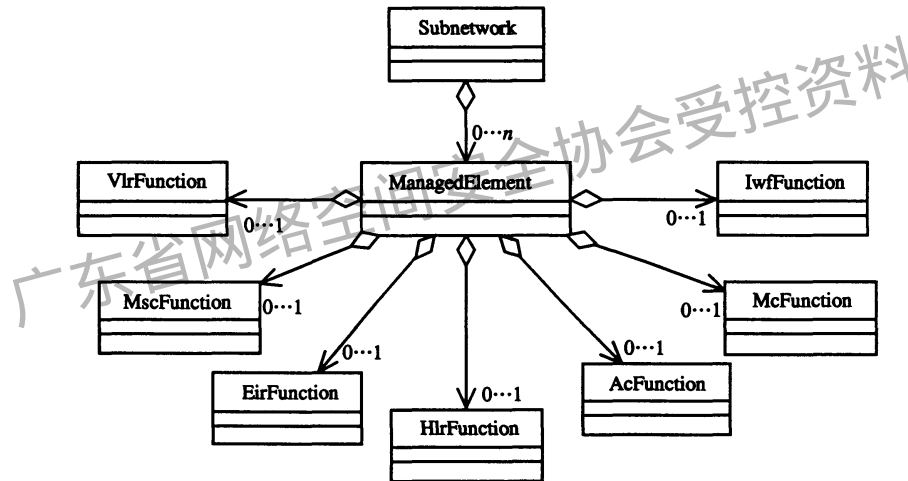 Subnetwork
0…n
VlrFunction
ManagedElement
IwfFunction
0…1
0…1
MscFunction
0…1
McFunction
0…1
0…1
0…1
EirFunction
AcFunction
0…1
HlrFunction
广东省网络空间安全协会受控资料